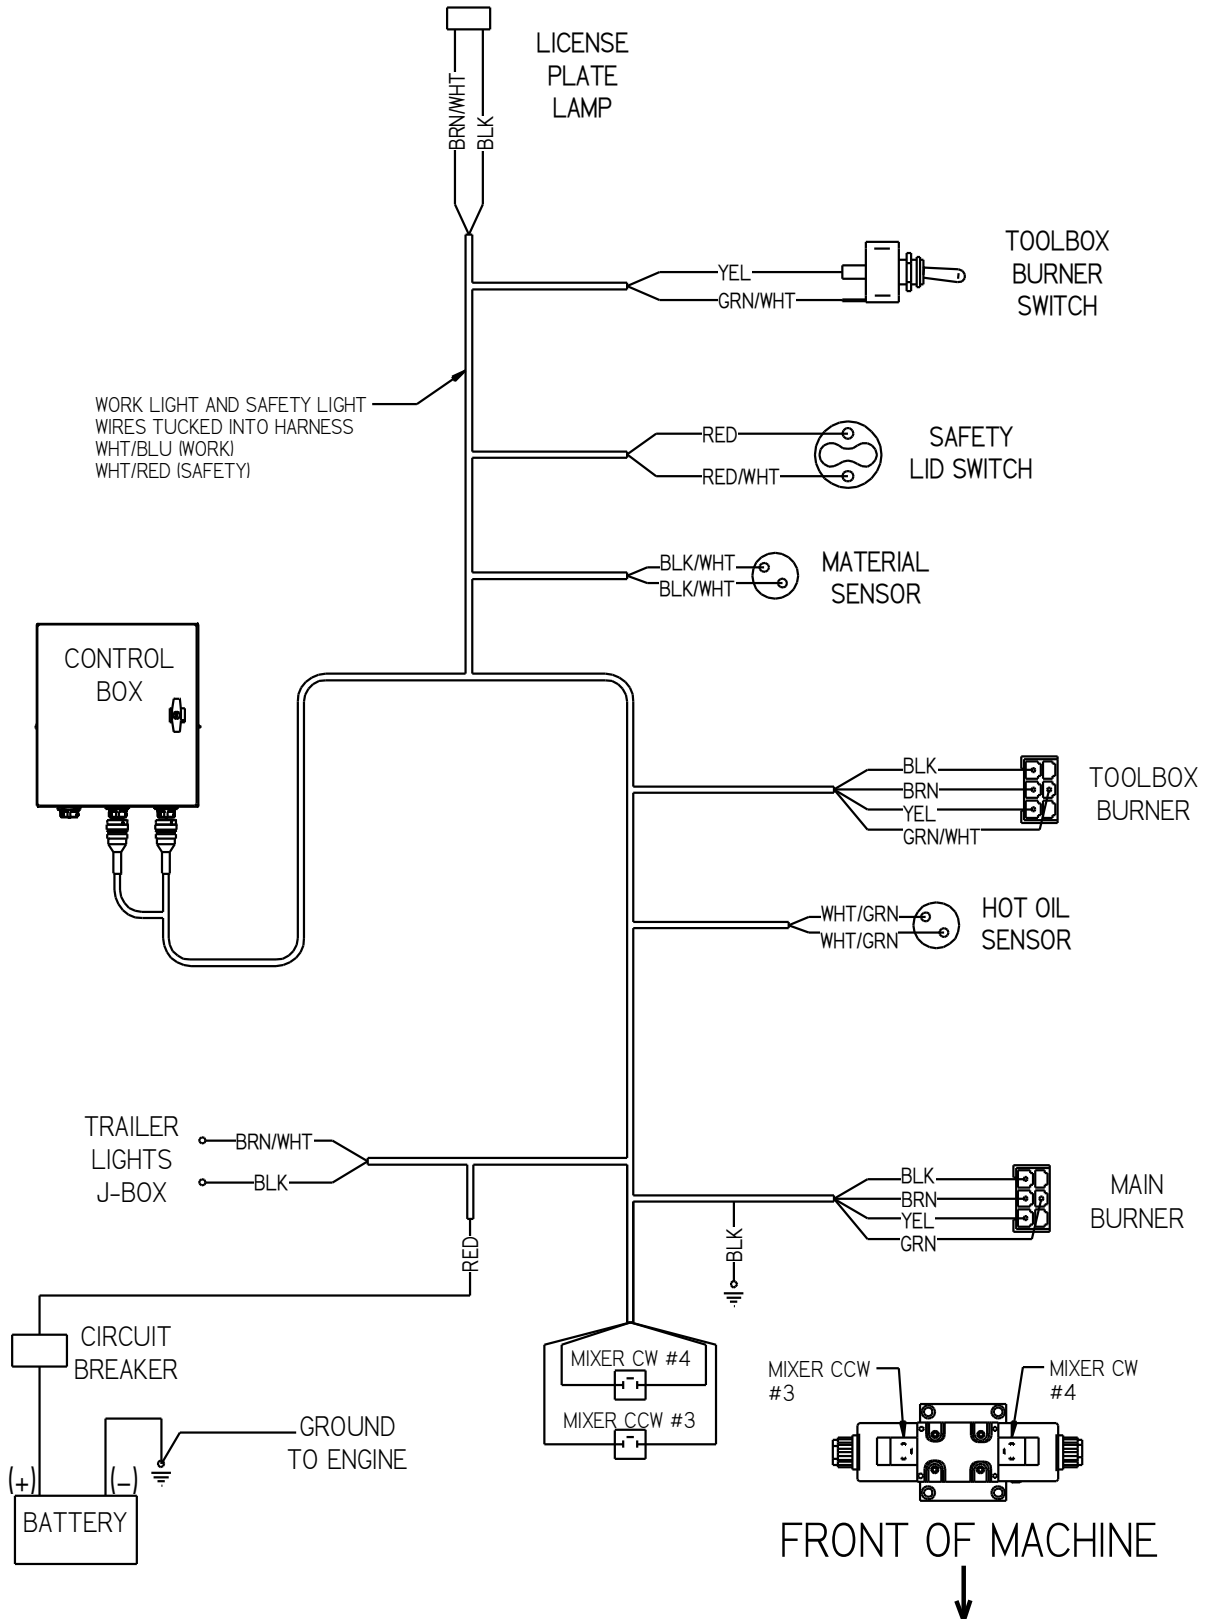 LICENSE
PLATE
LAMP
BRN/WHT
BLK
TOOLBOX
BURNER
SWITCH
YEL
GRN/WHT
WORK LIGHT AND SAFETY LIGHT
WIRES TUCKED INTO HARNESS
WHT/BLU (WORK)
WHT/RED (SAFETY)
RED
RED/WHT
SAFETY
LID SWITCH
BLK/WHT
BLK/WHT
MATERIAL
SENSOR
CONTROL
BOX
BLK
BRN
YEL
GRN/WHT
TOOLBOX
BURNER
WHT/GRN
WHT/GRN
HOT OIL
SENSOR
TRAILER
LIGHTS
J-BOX
BRN/WHT
BLK
RED
BLK
BRN
YEL
GRN
MAIN
BURNER
BLK
CIRCUIT
BREAKER
MIXER CW #4
MIXER CCW #3
MIXER CCW
#3
MIXER CW
#4
GROUND
TO ENGINE
(+)
(-)
BATTERY
FRONT OF MACHINE